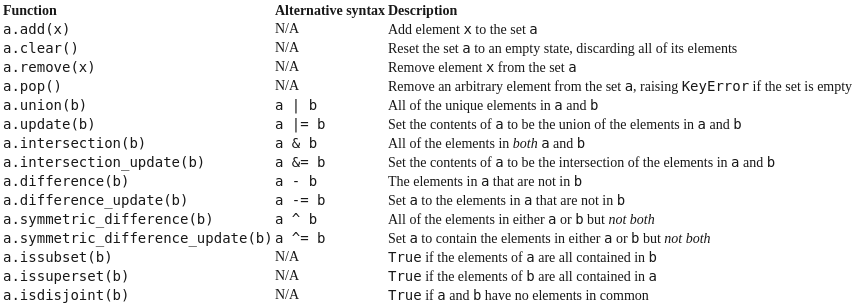 Function Alternative syntax Description
a.add(x) N/A Add element x to the set a
a.clear() N/A Reset the set a to an empty state, discarding all of its elements
a.remove(x) N/A Remove element x from the set a
a.pop() N/A Remove an arbitrary element from the set a, raising KeyError if the set is empty
a.union(b) a | b All of the unique elements in a and b
a.update(b) a |= b Set the contents of a to be the union of the elements in a and b
a.intersection(b) a & b All of the elements in both a and b
a.intersection_update(b) a &= b Set the contents of a to be the intersection of the elements in a and b
a.difference(b) a - b The elements in a that are not in b
a.difference_update(b) a -= b Set a to the elements in a that are not in b
a.symmetric_difference(b) a ^ b All of the elements in either a or b but not both
a.symmetric_difference_update(b) a ^= b Set a to contain the elements in either a or b but not both
a.issubset(b) N/A True if the elements of a are all contained in b
a.issuperset(b) N/A True if the elements of b are all contained in a
a.isdisjoint(b) N/A True if a and b have no elements in common